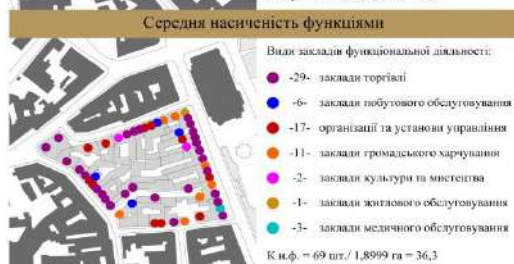 Середня насиченість функціями
Види закладів функціональної діяльності:
-29- заклади торгівлі
-6- заклади побутового обслуговування
-17- організації та установи управління
-11- заклади громадського харчування
-2- заклади культури та мистецтва
-1- заклади житлового обслуговування
-3- заклади медичного обслуговування
К н.ф. = 69 шт./ 1,8999 га = 36,3